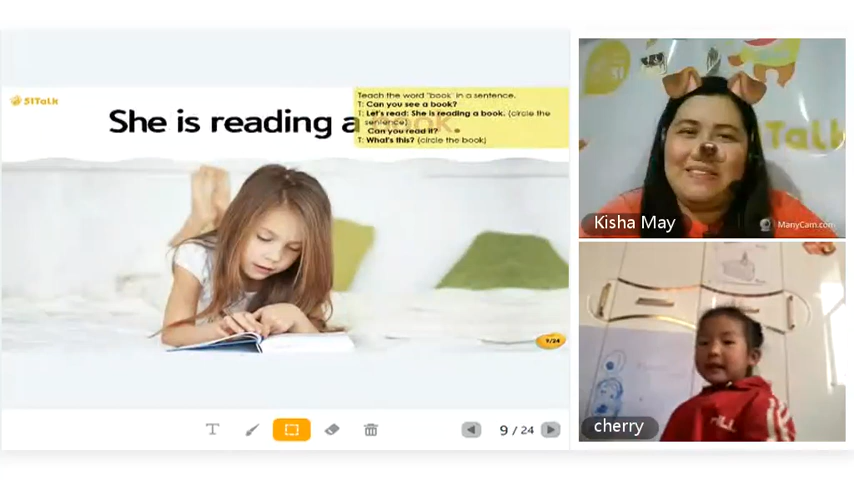 51Talk
She is reading a book.
Teach the word "book" in a sentence.
T: Can you see a book?
T: Let's read: She is reading a book. (circle the
sentence)
Can you read it?
T: What's this? (circle the book)
9/24
T
9 / 24
Talk
Kisha May
ManyCam.com
cherry